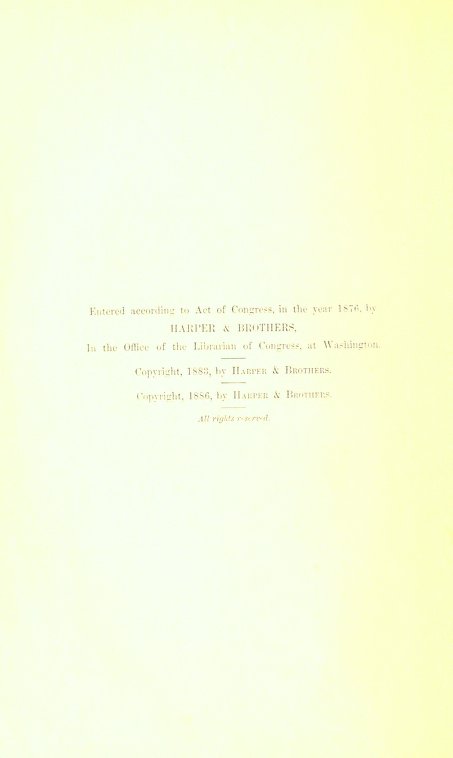 Entered according to Act of Congress, in the year 1876, by
HARPER & BROTHERS,
In the Office of the Librarian of Congress, at Washington.
Copyright, 1883, by Harper & Brothers.
Copyright, 1886, by Harper & Brothers.
All rights reserved.